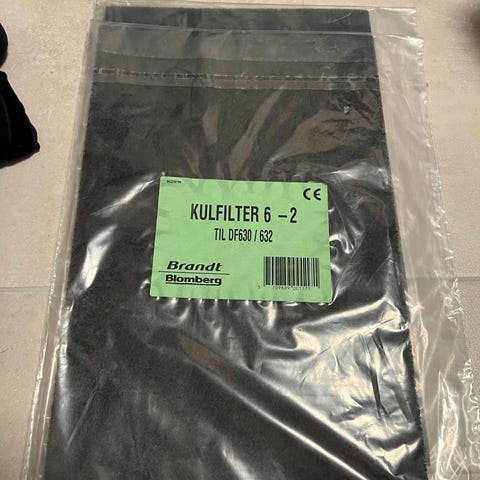 CE
KULFILTER 6 – 2
TIL DF630 / 632
Brandt
Blomberg